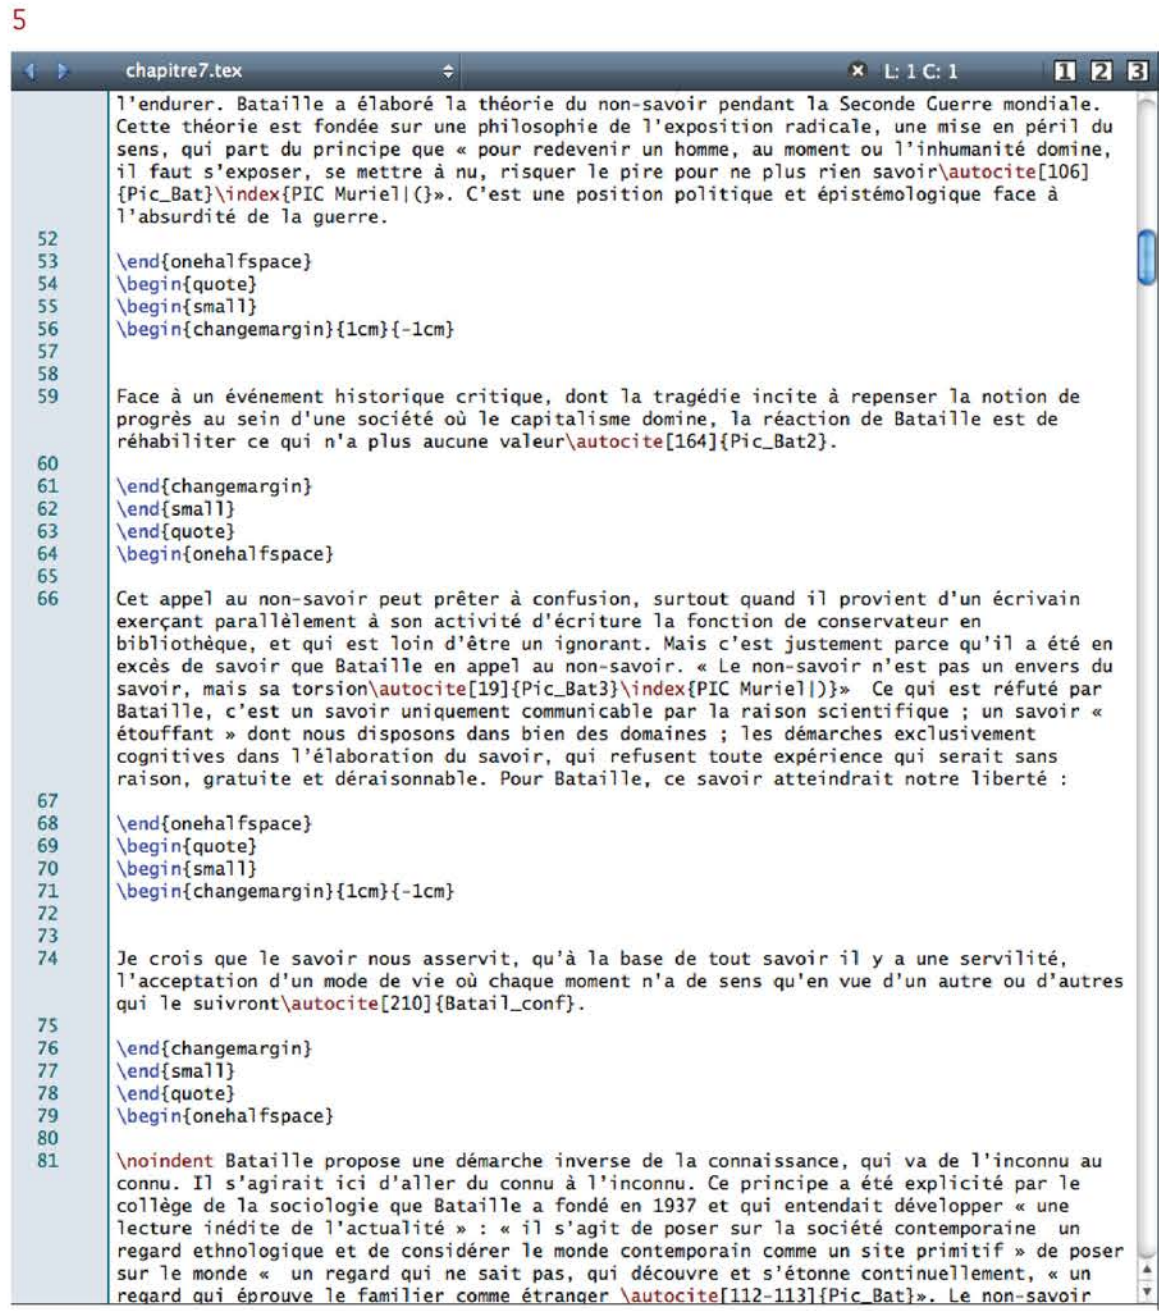 5
chapitre7.tex L: 1 C: 1 1 2 3
l'endurer. Bataille a élaboré la théorie du non-savoir pendant la Seconde Guerre mondiale.
Cette théorie est fondée sur une philosophie de l'exposition radicale, une mise en péril du
sens, qui part du principe que « pour redevenir un homme, au moment ou l'inhumanité domine,
il faut s'exposer, se mettre à nu, risquer le pire pour ne plus rien savoir\autocite[106]
{Pic_Bat}\index{PIC Muriel|(}». C'est une position politique et épistémologique face à
l'absurdité de la guerre.
52
53 \end{onehalfspace}
54 \begin{quote}
55 \begin{small}
56 \begin{changemargin}{1cm}{-1cm}
57
58
59 Face à un événement historique critique, dont la tragédie incite à repenser la notion de
progrès au sein d'une société où le capitalisme domine, la réaction de Bataille est de
réhabiliter ce qui n'a plus aucune valeur\autocite[164]{Pic_Bat2}.
60
61 \end{changemargin}
62 \end{small}
63 \end{quote}
64 \begin{onehalfspace}
65
66 Cet appel au non-savoir peut prêter à confusion, surtout quand il provient d'un écrivain
exerçant parallèlement à son activité d'écriture la fonction de conservateur en
bibliothèque, et qui est loin d'être un ignorant. Mais c'est justement parce qu'il a été en
excès de savoir que Bataille en appel au non-savoir. « Le non-savoir n'est pas un envers du
savoir, mais sa torsion\autocite[19]{Pic_Bat3}\index{PIC Muriel|)}»  Ce qui est réfuté par
Bataille, c'est un savoir uniquement communicable par la raison scientifique ; un savoir «
étouffant » dont nous disposons dans bien des domaines ; les démarches exclusivement
cognitives dans l'élaboration du savoir, qui refusent toute expérience qui serait sans
raison, gratuite et déraisonnable. Pour Bataille, ce savoir atteindrait notre liberté :
67
68 \end{onehalfspace}
69 \begin{quote}
70 \begin{small}
71 \begin{changemargin}{1cm}{-1cm}
72
73
74 Je crois que le savoir nous asservit, qu'à la base de tout savoir il y a une servilité,
l'acceptation d'un mode de vie où chaque moment n'a de sens qu'en vue d'un autre ou d'autres
qui le suivront\autocite[210]{Batail_conf}.
75
76 \end{changemargin}
77 \end{small}
78 \end{quote}
79 \begin{onehalfspace}
80
81 \noindent Bataille propose une démarche inverse de la connaissance, qui va de l'inconnu au
connu. Il s'agirait ici d'aller du connu à l'inconnu. Ce principe a été explicité par le
collège de la sociologie que Bataille a fondé en 1937 et qui entendait développer « une
lecture inédite de l'actualité » : « il s'agit de poser sur la société contemporaine  un
regard ethnologique et de considérer le monde contemporain comme un site primitif » de poser
sur le monde «  un regard qui ne sait pas, qui découvre et s'étonne continuellement, « un
regard qui éprouve le familier comme étranger \autocite[112-113]{Pic_Bat}». Le non-savoir